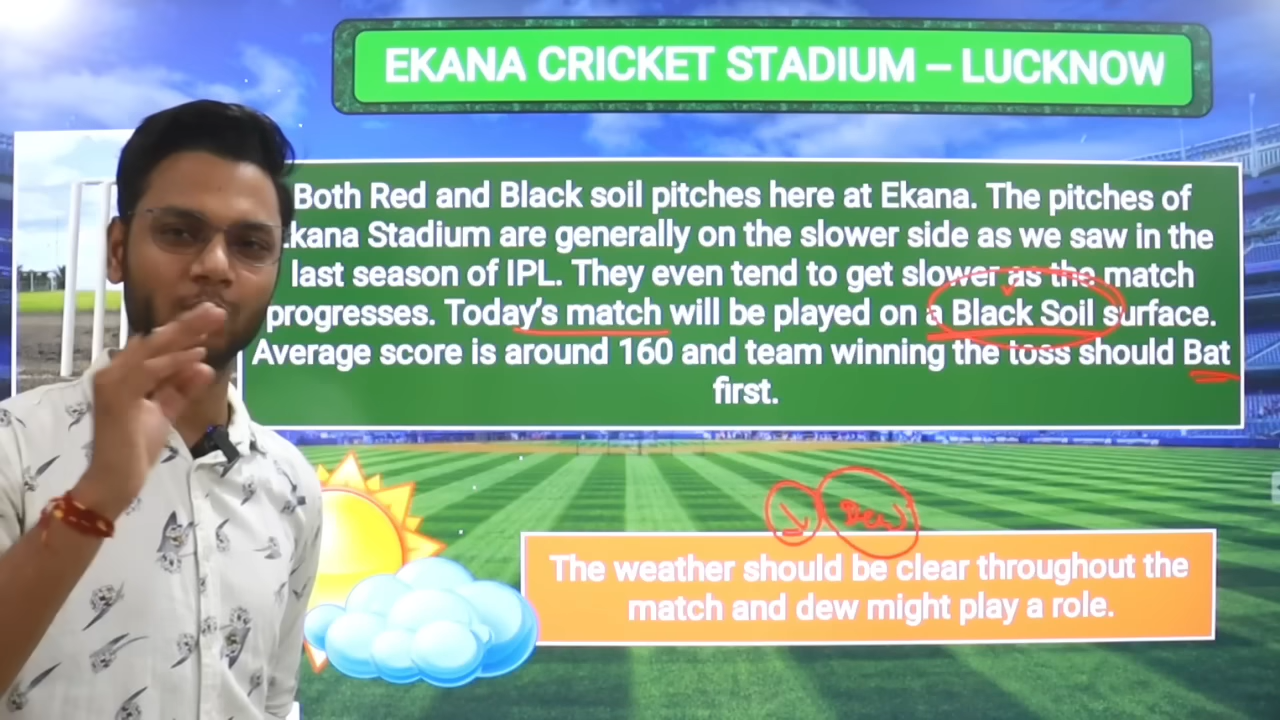 EKANA CRICKET STADIUM – LUCKNOW
Both Red and Black soil pitches here at Ekana. The pitches of
kana Stadium are generally on the slower side as we saw in the
last season of IPL. They even tend to get slower as the match
progresses. Today's match will be played on a Black Soil surface.
Average score is around 160 and team winning the toss should Bat
first.
Dew
The weather should be clear throughout the
match and dew might play a role.